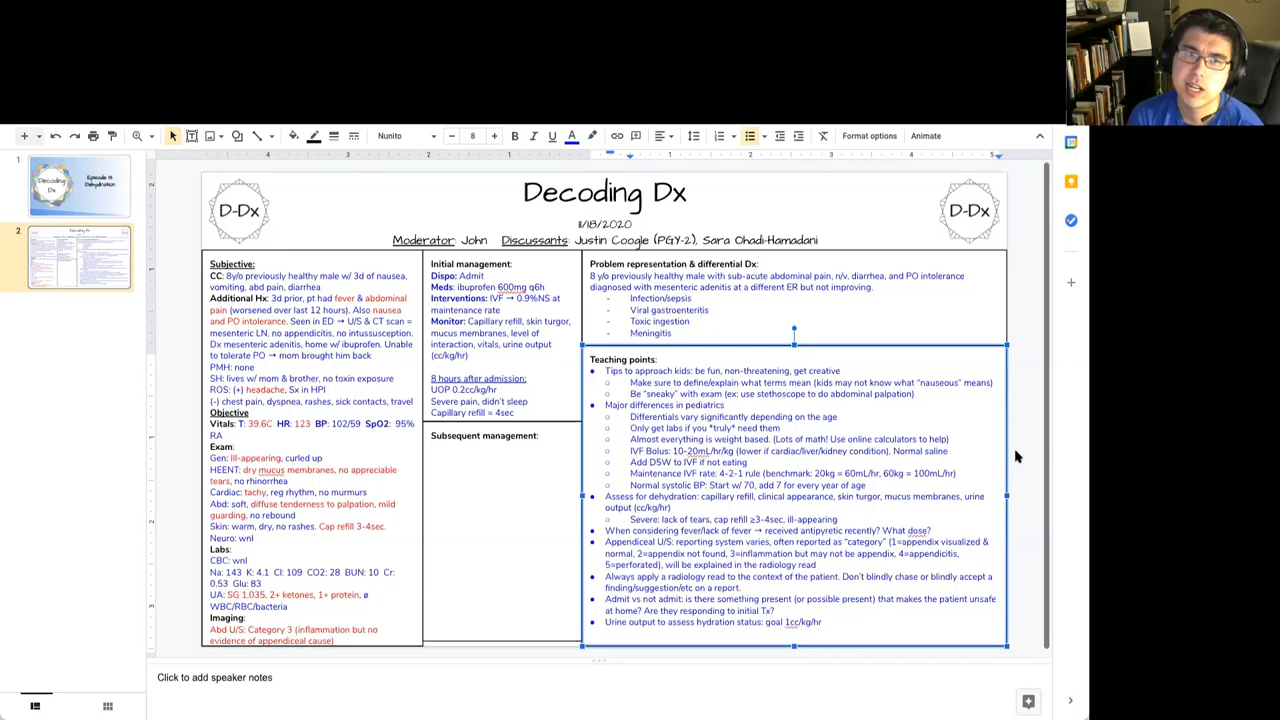 Nunito
8
Format options
Animate
4
3
2
1
1
2
3
4
5
1
Decoding Dx
Episode 18
Dehydration
2
D-Dx
Decoding Dx
D-Dx
11/18/2020
Moderator: John Discussants: Justin Coogle (PGY-2), Sara Ohadi-Hamadani
Subjective:
CC: 8y/o previously healthy male w/ 3d of nausea,
vomiting, abd pain, diarrhea
Additional Hx: 3d prior, pt had fever & abdominal
pain (worsened over last 12 hours). Also nausea
and PO intolerance. Seen in ED → U/S & CT scan =
mesenteric LN, no appendicitis, no intussusception.
Dx mesenteric adenitis, home w/ ibuprofen. Unable
to tolerate PO → mom brought him back
PMH: none
SH: lives w/ mom & brother, no toxin exposure
ROS: (+) headache, Sx in HPI
(-) chest pain, dyspnea, rashes, sick contacts, travel
Objective
Vitals: T: 39.6C HR: 123 BP: 102/59 SpO2: 95%
RA
Exam:
Gen: ill-appearing, curled up
HEENT: dry mucus membranes, no appreciable
tears, no rhinorrhea
Cardiac: tachy, reg rhythm, no murmurs
Abd: soft, diffuse tenderness to palpation, mild
guarding, no rebound
Skin: warm, dry, no rashes. Cap refill 3-4sec.
Neuro: wnl
Labs:
CBC: wnl
Na: 143 K: 4.1 Cl: 109 CO2: 28 BUN: 10 Cr:
0.53 Glu: 83
UA: SG 1.035, 2+ ketones, 1+ protein, ø
WBC/RBC/bacteria
Imaging:
Abd U/S: Category 3 (inflammation but no
evidence of appendiceal cause)
Initial management:
Dispo: Admit
Meds: ibuprofen 600mg q6h
Interventions: IVF → 0.9%NS at
maintenance rate
Monitor: Capillary refill, skin turgor,
mucus membranes, level of
interaction, vitals, urine output
(cc/kg/hr)
8 hours after admission:
UOP 0.2cc/kg/hr
Severe pain, didn't sleep
Capillary refill = 4sec
Subsequent management:
Problem representation & differential Dx:
8 y/o previously healthy male with sub-acute abdominal pain, n/v, diarrhea, and PO intolerance
diagnosed with mesenteric adenitis at a different ER but not improving.
- Infection/sepsis
- Viral gastroenteritis
- Toxic ingestion
- Meningitis
Teaching points:
● Tips to approach kids: be fun, non-threatening, get creative
○ Make sure to define/explain what terms mean (kids may not know what "nauseous" means)
○ Be "sneaky" with exam (ex: use stethoscope to do abdominal palpation)
● Major differences in pediatrics
○ Differentials vary significantly depending on the age
○ Only get labs if you *truly* need them
○ Almost everything is weight based. (Lots of math! Use online calculators to help)
○ IVF Bolus: 10-20mL/hr/kg (lower if cardiac/liver/kidney condition), Normal saline
○ Add D5W to IVF if not eating
○ Maintenance IVF rate: 4-2-1 rule (benchmark: 20kg = 60mL/hr, 60kg = 100mL/hr)
○ Normal systolic BP: Start w/ 70, add 7 for every year of age
● Assess for dehydration: capillary refill, clinical appearance, skin turgor, mucus membranes, urine
output (cc/kg/hr)
○ Severe: lack of tears, cap refill ≥3-4sec, ill-appearing
● When considering fever/lack of fever → received antipyretic recently? What dose?
● Appendiceal U/S: reporting system varies, often reported as "category" (1=appendix visualized &
normal, 2=appendix not found, 3=inflammation but may not be appendix, 4=appendicitis,
5=perforated), will be explained in the radiology read
● Always apply a radiology read to the context of the patient. Don't blindly chase or blindly accept a
finding/suggestion/etc on a report.
● Admit vs not admit: is there something present (or possible present) that makes the patient unsafe
at home? Are they responding to initial Tx?
● Urine output to assess hydration status: goal 1cc/kg/hr
Click to add speaker notes